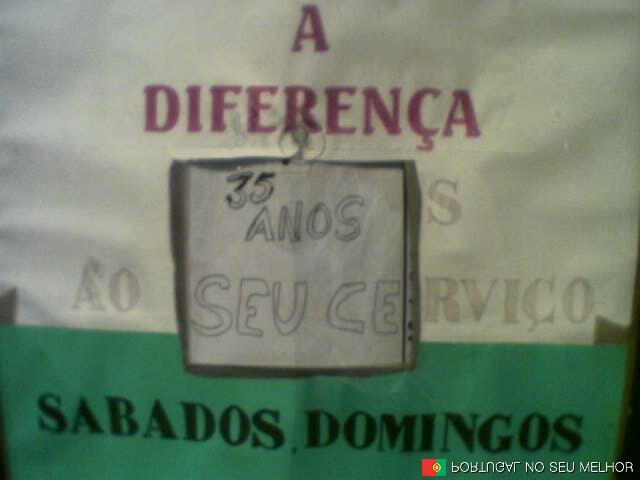 A
DIFERENÇA
35
ANOS S
ÃO SEU CERVIÇO
SABADOS, DOMINGOS
PORTUGAL NO SEU MELHOR